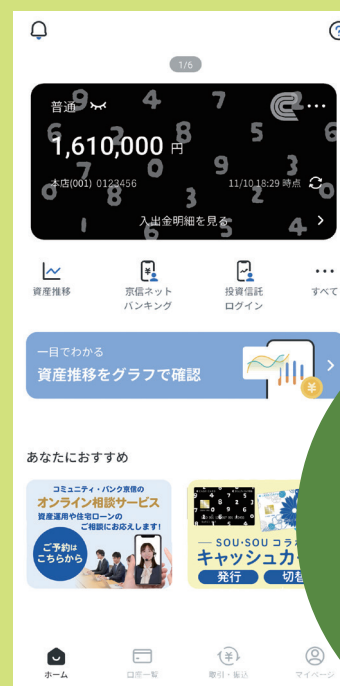 1/6
普通
1,610,000 円
本店(001) 0123456
11/10 18:29 時点
入出金明細を見る
資産推移
京信ネット
バンキング
投資信託
ログイン
すべて
一目でわかる
資産推移をグラフで確認
あなたにおすすめ
コミュニティ・バンク京信の
オンライン相談サービス
資産運用や住宅ローンの
ご相談にお応えします!
ご予約は
こちらから
SOU・SOU コラボ
キャッシュカ
発行
切替
ホーム
口座一覧
取引・振込
マイページ